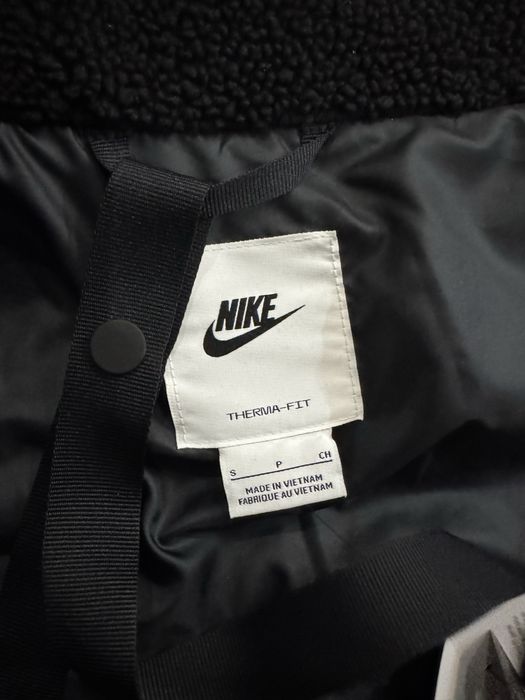 NIKE
THERMA-FIT
S P CH
MADE IN VIETNAM
FABRIQUE AU VIETNAM